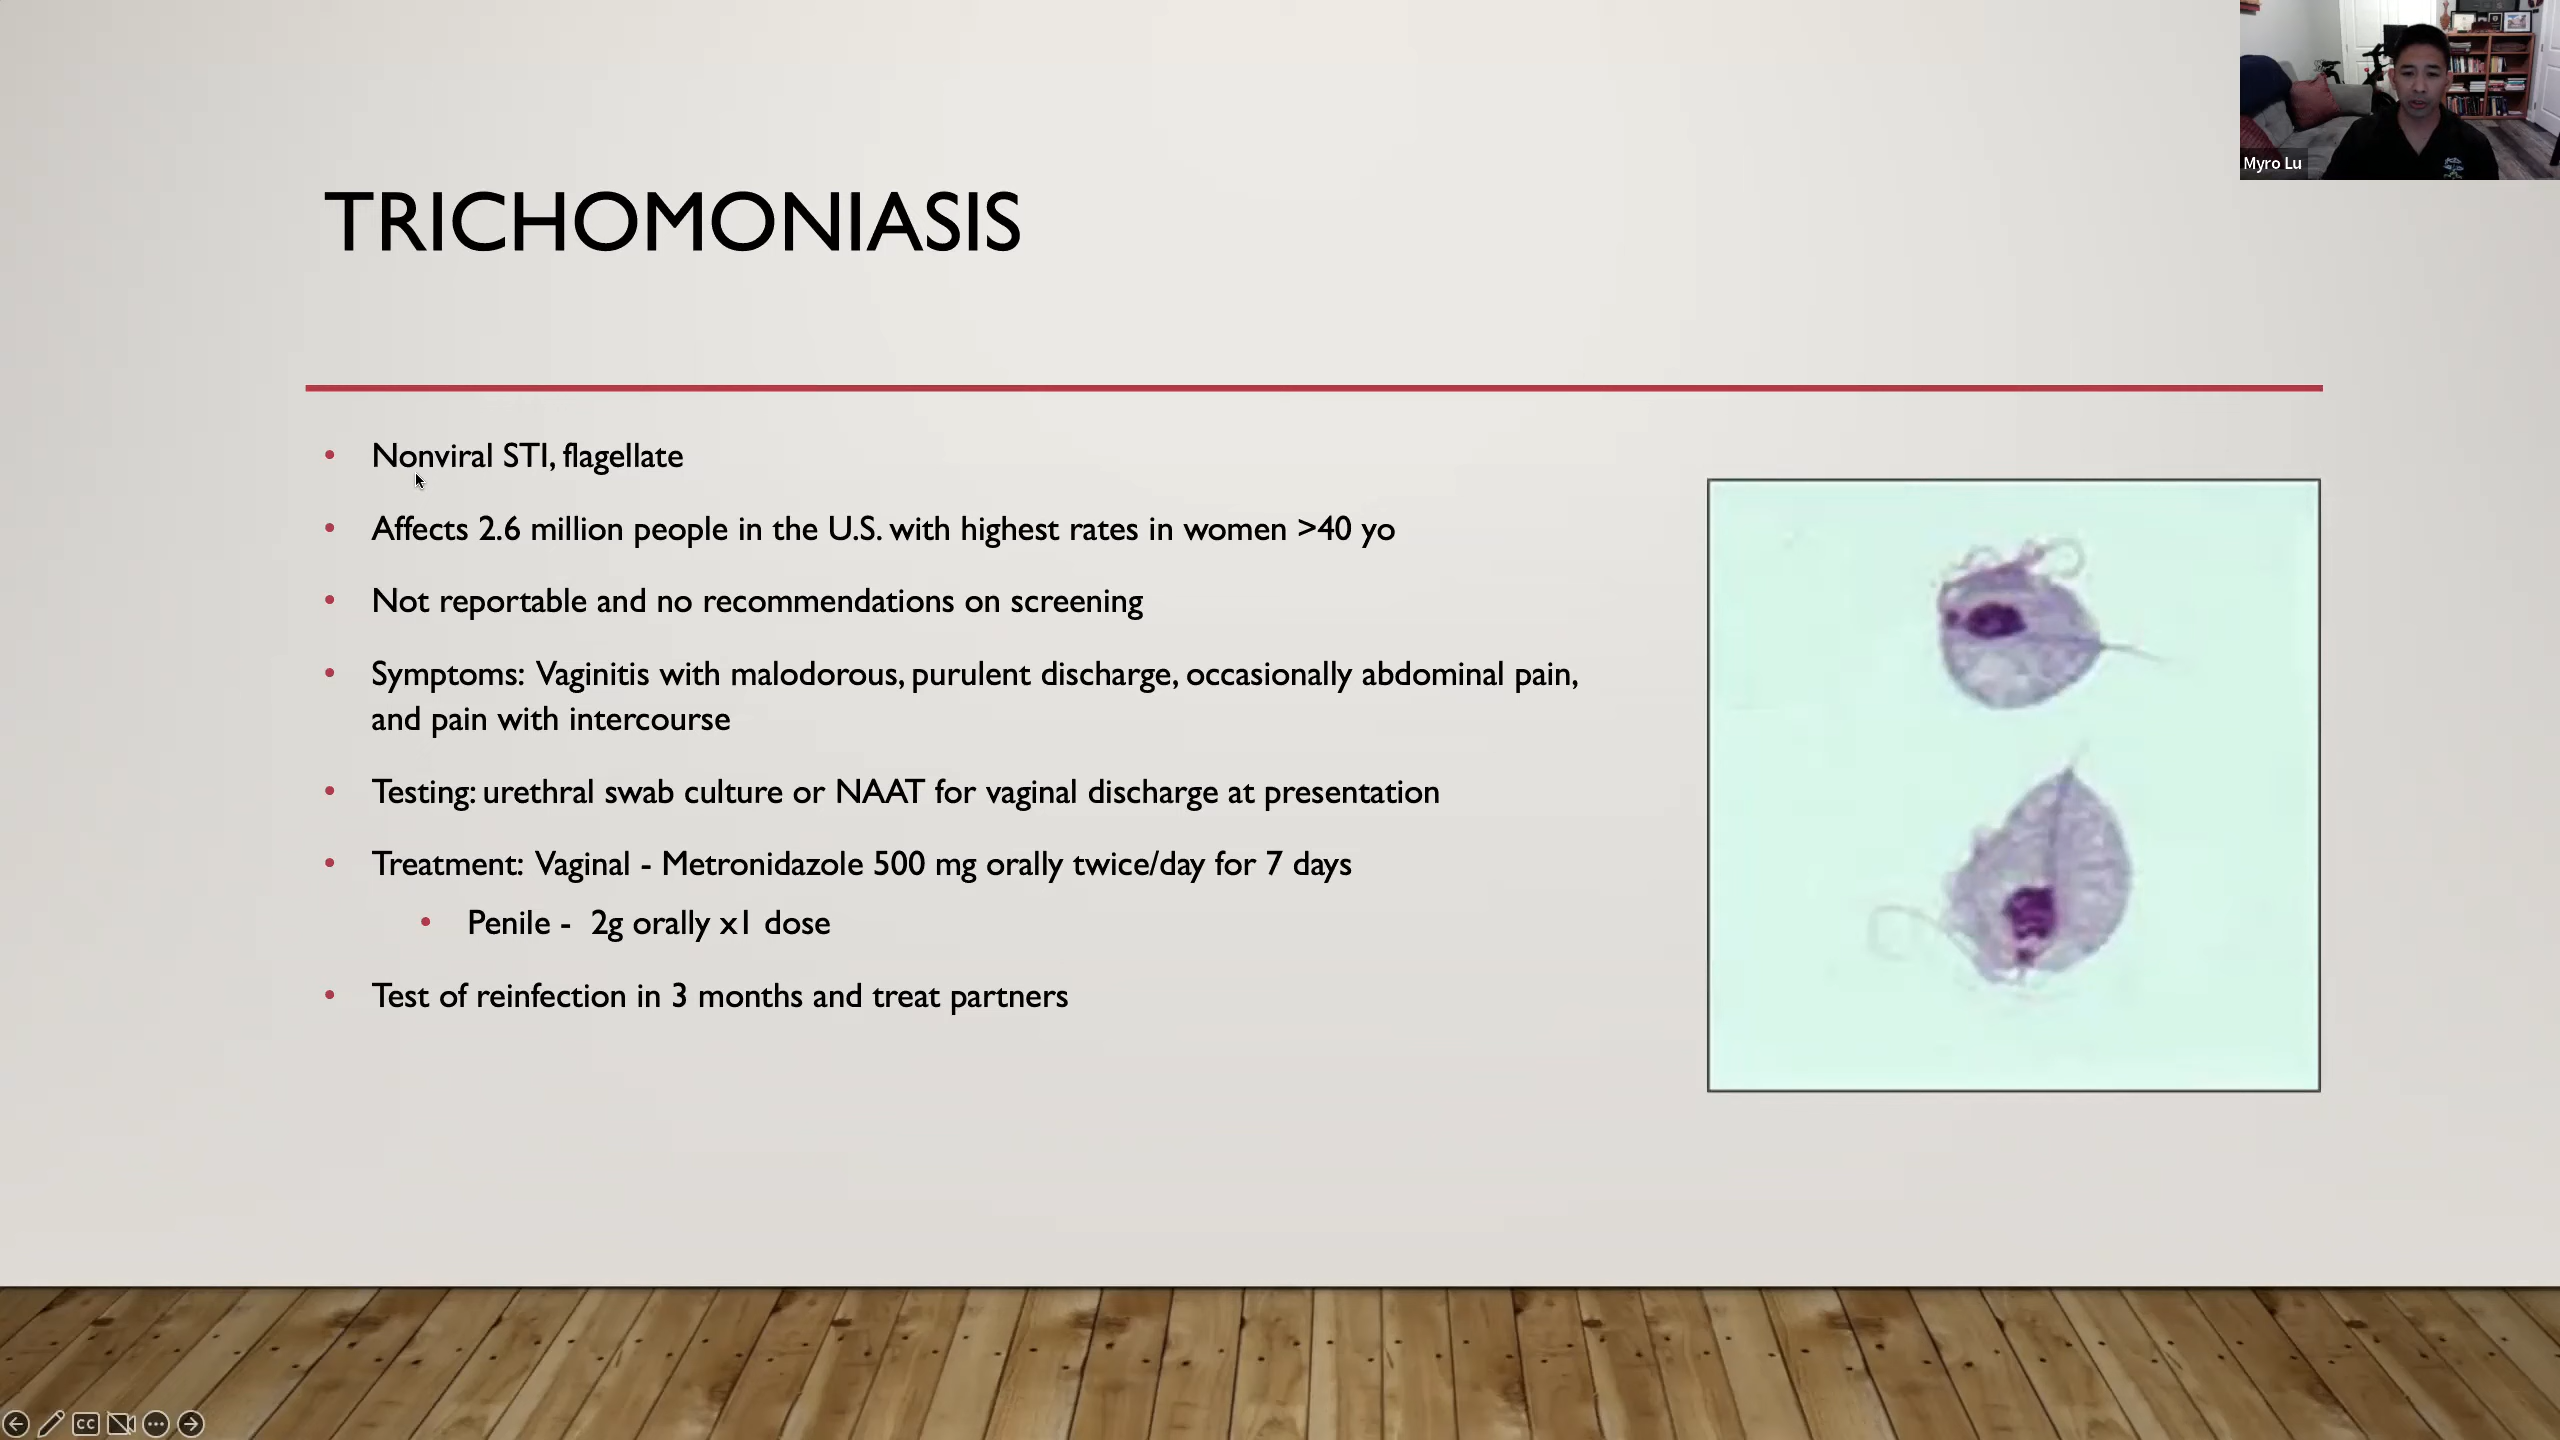 Myro Lu
TRICHOMONIASIS
• Nonviral STI, flagellate
• Affects 2.6 million people in the U.S. with highest rates in women >40 yo
• Not reportable and no recommendations on screening
• Symptoms: Vaginitis with malodorous, purulent discharge, occasionally abdominal pain,
and pain with intercourse
• Testing: urethral swab culture or NAAT for vaginal discharge at presentation
• Treatment: Vaginal - Metronidazole 500 mg orally twice/day for 7 days
• Penile - 2g orally x1 dose
• Test of reinfection in 3 months and treat partners
CC